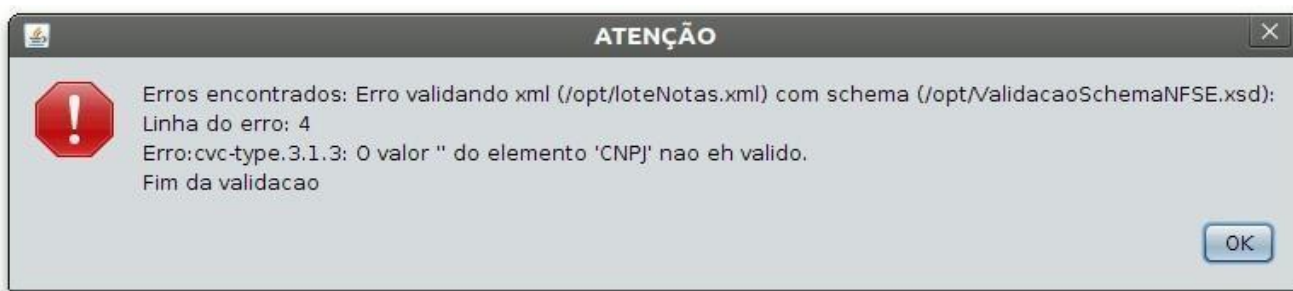 ATENÇÃO
Erros encontrados: Erro validando xml (/opt/loteNotas.xml) com schema (/opt/ValidacaoSchemaNFSE.xsd):
Linha do erro: 4
Erro:cvc-type.3.1.3: O valor '' do elemento 'CNPJ' nao eh valido.
Fim da validacao
OK